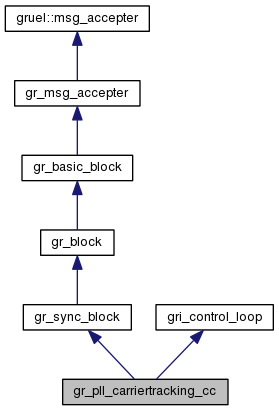 gruel::msg_accepter
gr_msg_accepter
gr_basic_block
gr_block
gr_sync_block
gri_control_loop
gr_pll_carriertracking_cc